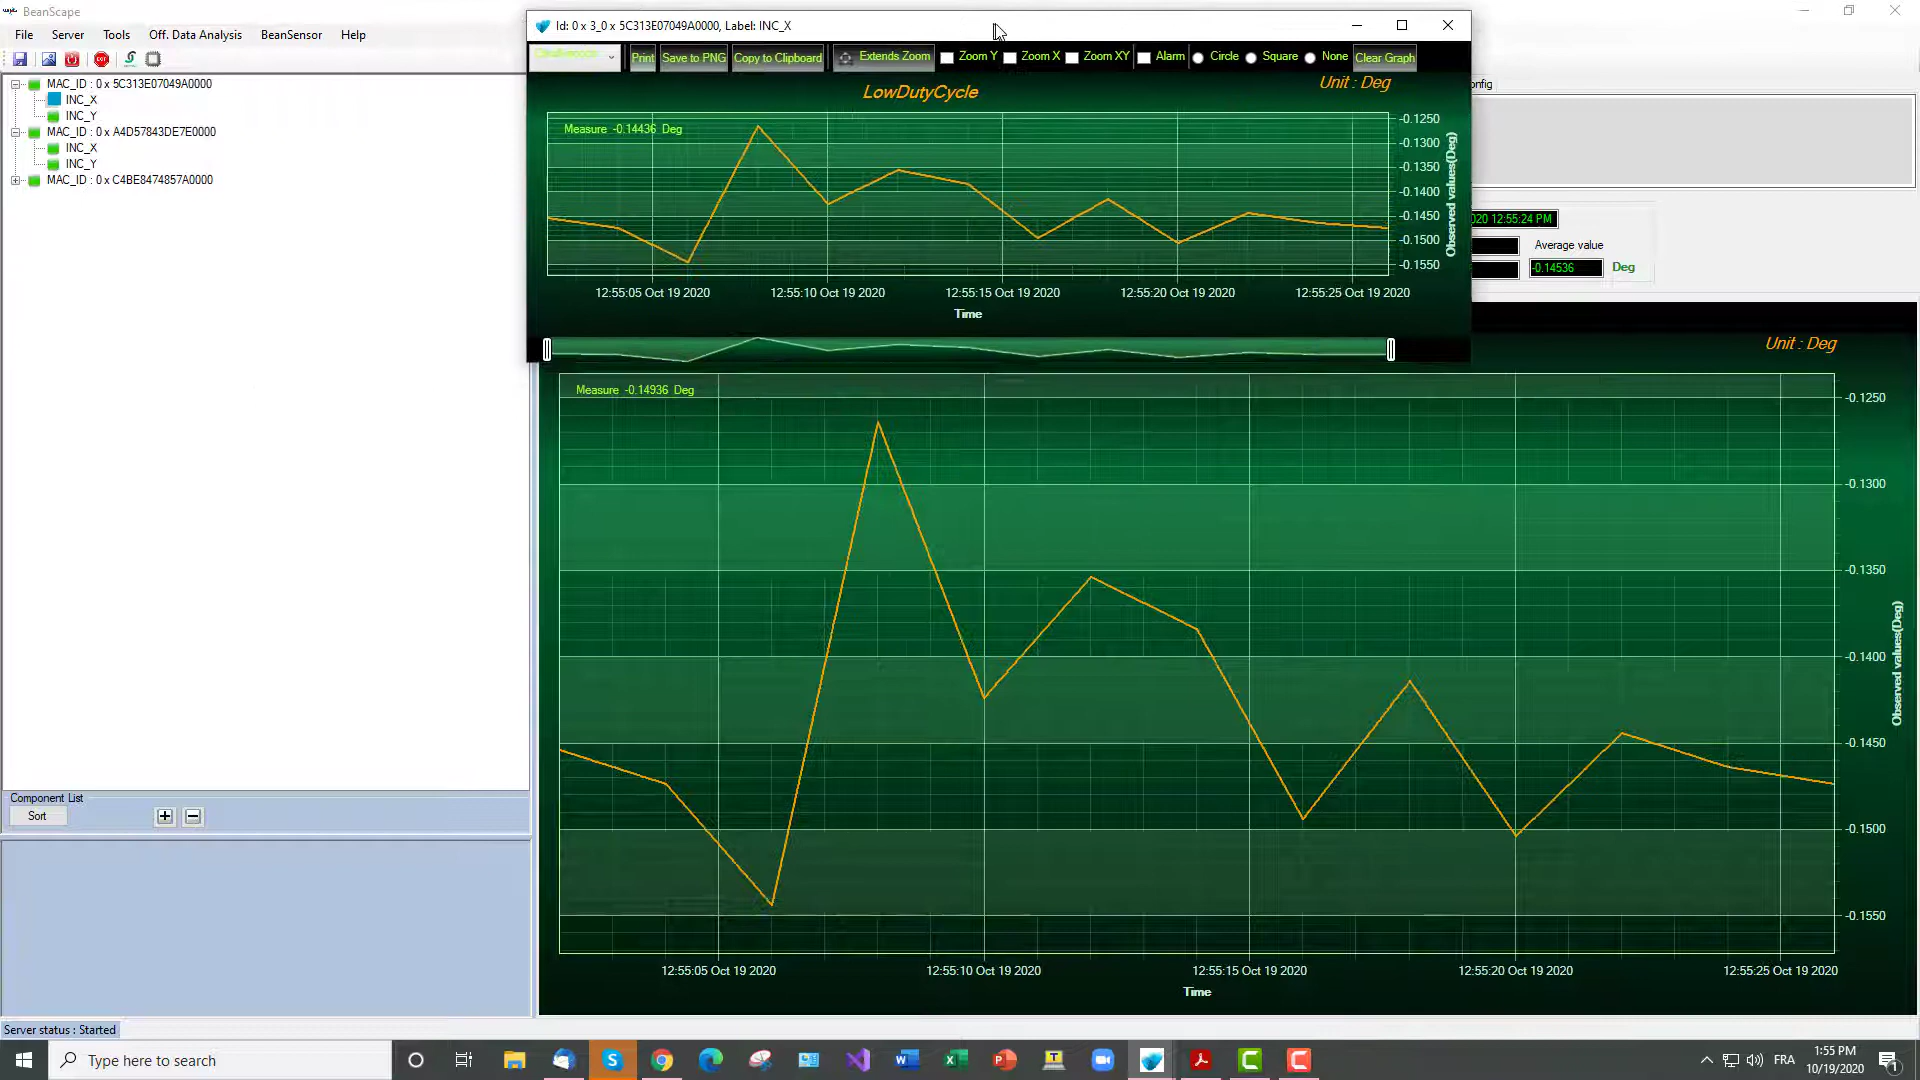 BeanScape
File Server Tools Off. Data Analysis BeanSensor Help
MAC_ID : 0 x 5C313E07049A0000
INC_X
INC_Y
MAC_ID : 0 x A4D57843DE7E0000
INC_X
INC_Y
MAC_ID : 0 x C4BE8474857A0000
Component List
Sort
Server status : Started
Id: 0 x 3_0 x 5C313E07049A0000, Label: INC_X
Print Save to PNG Copy to Clipboard Extends Zoom Zoom Y Zoom X Zoom XY Alarm Circle Square None Clear Graph
LowDutyCycle
Unit : Deg
Measure -0.14436 Deg
-0.1250
-0.1300
-0.1350
-0.1400
-0.1450
-0.1500
-0.1550
Observed values(Deg)
12:55:05 Oct 19 2020 12:55:10 Oct 19 2020 12:55:15 Oct 19 2020 12:55:20 Oct 19 2020 12:55:25 Oct 19 2020
Time
nfig
020 12:55:24 PM
Average value
-0.14536 Deg
Unit : Deg
Measure -0.14936 Deg
-0.1250
-0.1300
-0.1350
-0.1400
-0.1450
-0.1500
-0.1550
Observed values(Deg)
12:55:05 Oct 19 2020 12:55:10 Oct 19 2020 12:55:15 Oct 19 2020 12:55:20 Oct 19 2020 12:55:25 Oct 19 2020
Time
Type here to search
FRA
1:55 PM
10/19/2020